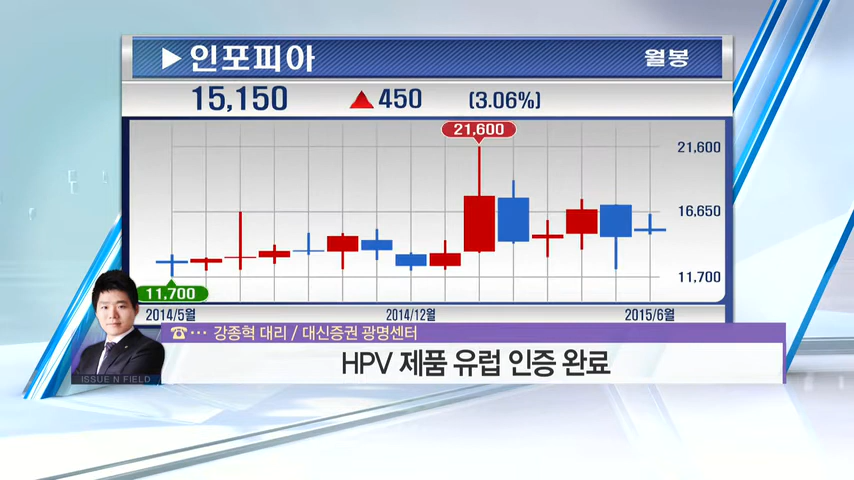 ▶인포피아 월봉
15,150 ▲450 (3.06%)
21,600
21,600
16,650
11,700
11,700
2014/5월 2014/12월 2015/6월
☎··· 강종혁 대리 / 대신증권 광명센터
HPV 제품 유럽 인증 완료
ISSUE N FIELD